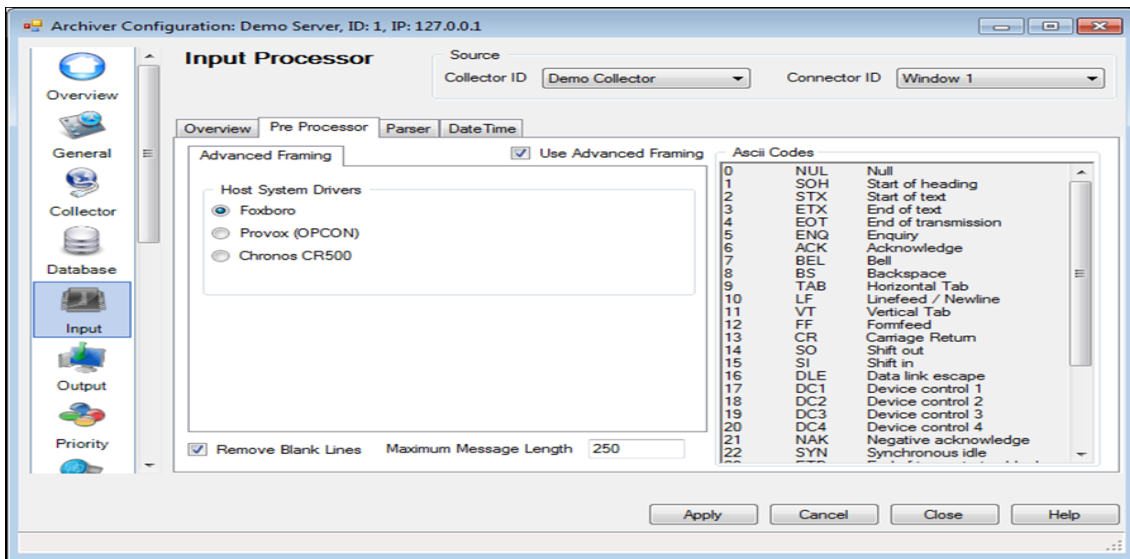 Archiver Configuration: Demo Server, ID: 1, IP: 127.0.0.1
Overview
General
Collector
Database
Input
Output
Priority
Input Processor
Source
Collector ID Demo Collector Connector ID Window 1
Overview Pre Processor Parser DateTime
Advanced Framing Use Advanced Framing
Host System Drivers
Foxboro
Provox (OPCON)
Chronos CR500
Remove Blank Lines Maximum Message Length 250
Ascii Codes
0 NUL Null
1 SOH Start of heading
2 STX Start of text
3 ETX End of text
4 EOT End of transmission
5 ENQ Enquiry
6 ACK Acknowledge
7 BEL Bell
8 BS Backspace
9 TAB Horizontal Tab
10 LF Linefeed / Newline
11 VT Vertical Tab
12 FF Formfeed
13 CR Carriage Return
14 SO Shift out
15 SI Shift in
16 DLE Data link escape
17 DC1 Device control 1
18 DC2 Device control 2
19 DC3 Device control 3
20 DC4 Device control 4
21 NAK Negative acknowledge
22 SYN Synchronous idle
Apply Cancel Close Help